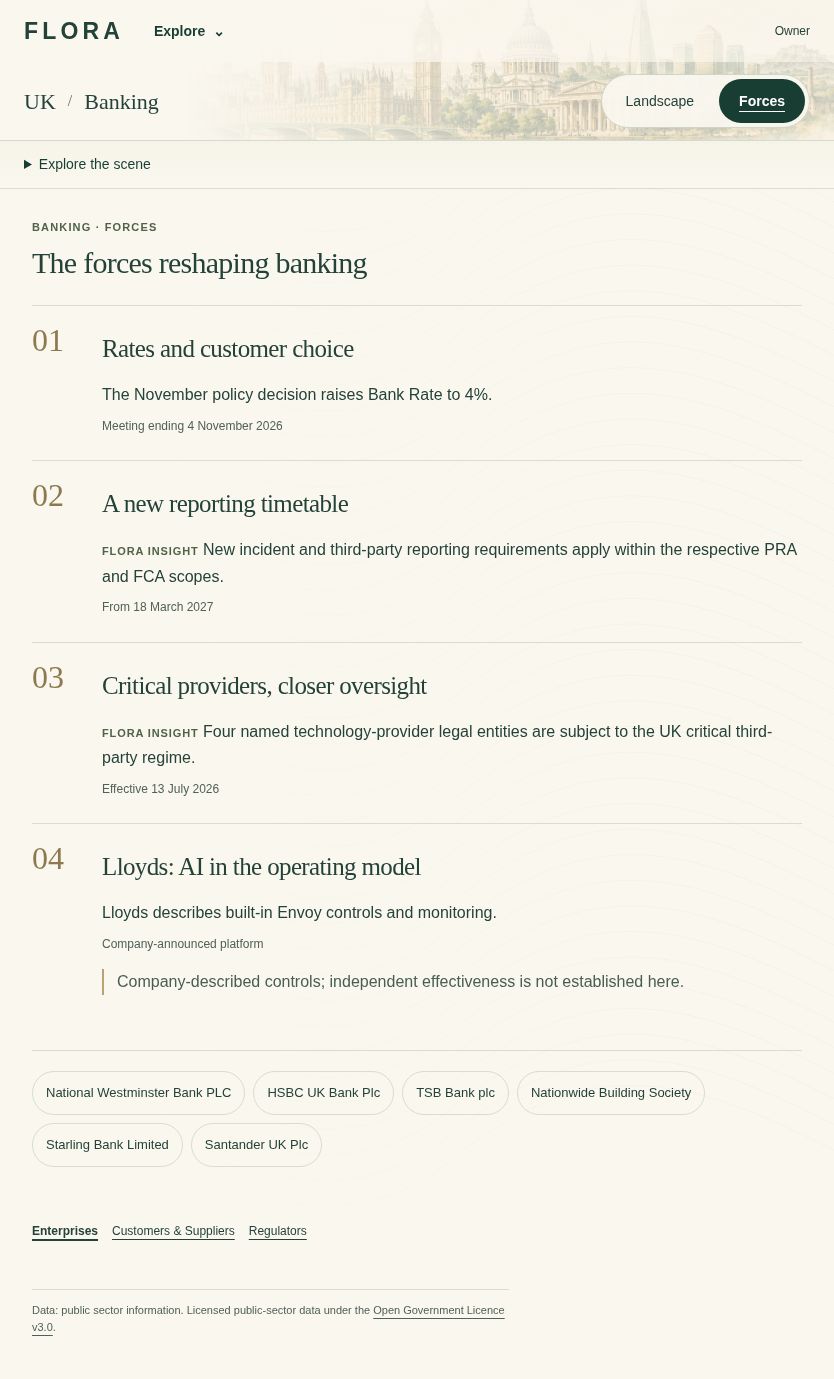 FLORA
Explore
Owner
UK / Banking
Landscape
Forces
Explore the scene
BANKING · FORCES
The forces reshaping banking
01
Rates and customer choice
The November policy decision raises Bank Rate to 4%.
Meeting ending 4 November 2026
02
A new reporting timetable
FLORA INSIGHT New incident and third-party reporting requirements apply within the respective PRA
and FCA scopes.
From 18 March 2027
03
Critical providers, closer oversight
FLORA INSIGHT Four named technology-provider legal entities are subject to the UK critical third-
party regime.
Effective 13 July 2026
04
Lloyds: AI in the operating model
Lloyds describes built-in Envoy controls and monitoring.
Company-announced platform
Company-described controls; independent effectiveness is not established here.
National Westminster Bank PLC
HSBC UK Bank Plc
TSB Bank plc
Nationwide Building Society
Starling Bank Limited
Santander UK Plc
Enterprises
Customers & Suppliers
Regulators
Data: public sector information. Licensed public-sector data under the Open Government Licence
v3.0.